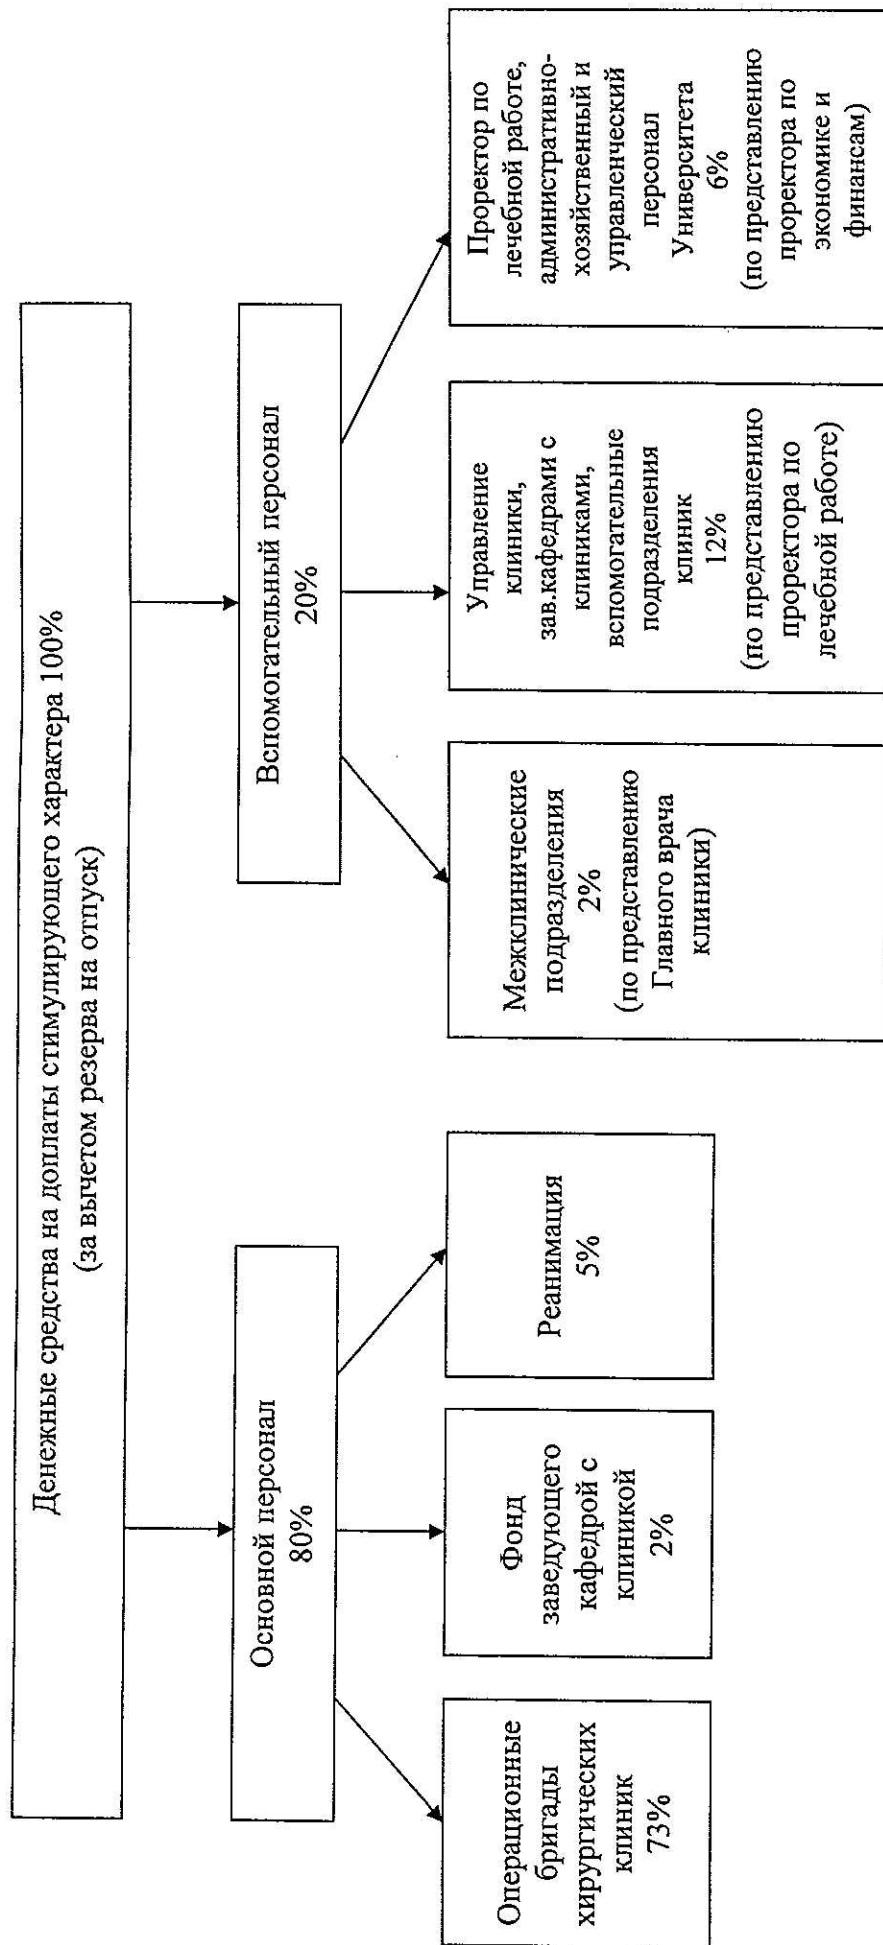 Денежные средства на доплаты стимулирующего характера 100%
(за вычетом резерва на отпуск)
Основной персонал
80%
Вспомогательный персонал
20%
Операционные
бригады
хирургических
клиник
73%
Фонд
заведующего
кафедрой с
клиникой
2%
Реанимация
5%
Межклинические
подразделения
2%
(по представлению
Главного врача
клиники)
Управление
клиники,
зав.кафедрами с
клиниками,
вспомогательные
подразделения
клиник
12%
(по представлению
проректора по
лечебной работе)
Проректор по
лечебной работе,
административно-
хозяйственный и
управленческий
персонал
Университета
6%
(по представлению
проректора по
экономике и
финансам)